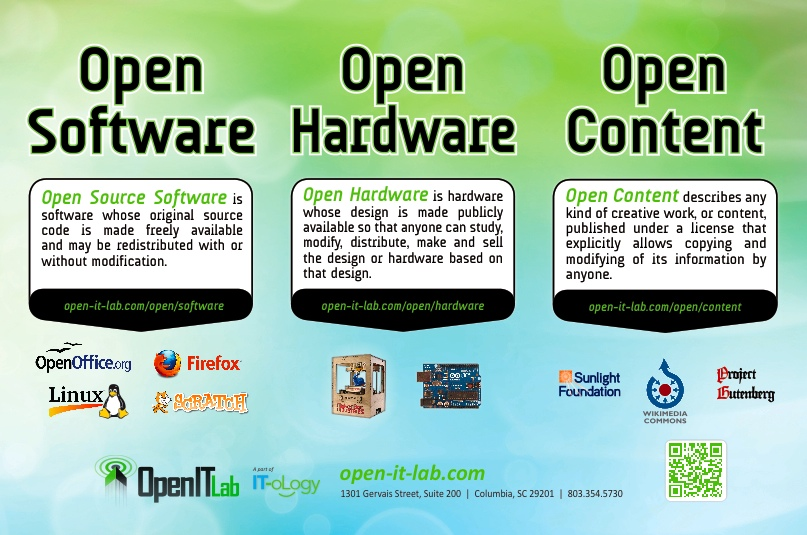 Open
Software
Open
Hardware
Open
Content
Open Source Software is
software whose original source
code is made freely available
and may be redistributed with or
without modification.
open-it-lab.com/open/software
Open Hardware is hardware
whose design is made publicly
available so that anyone can study,
modify, distribute, make and sell
the design or hardware based on
that design.
open-it-lab.com/open/hardware
Open Content describes any
kind of creative work, or content,
published under a license that
explicitly allows copying and
modifying of its information by
anyone.
open-it-lab.com/open/content
OpenOffice.org
Firefox
Linux
SCRATCH
Sunlight
Foundation
WIKIMEDIA
COMMONS
Project
Gutenberg
OpenITLab
A part of
IT-oLogy
open-it-lab.com
1301 Gervais Street, Suite 200 | Columbia, SC 29201 | 803.354.5730